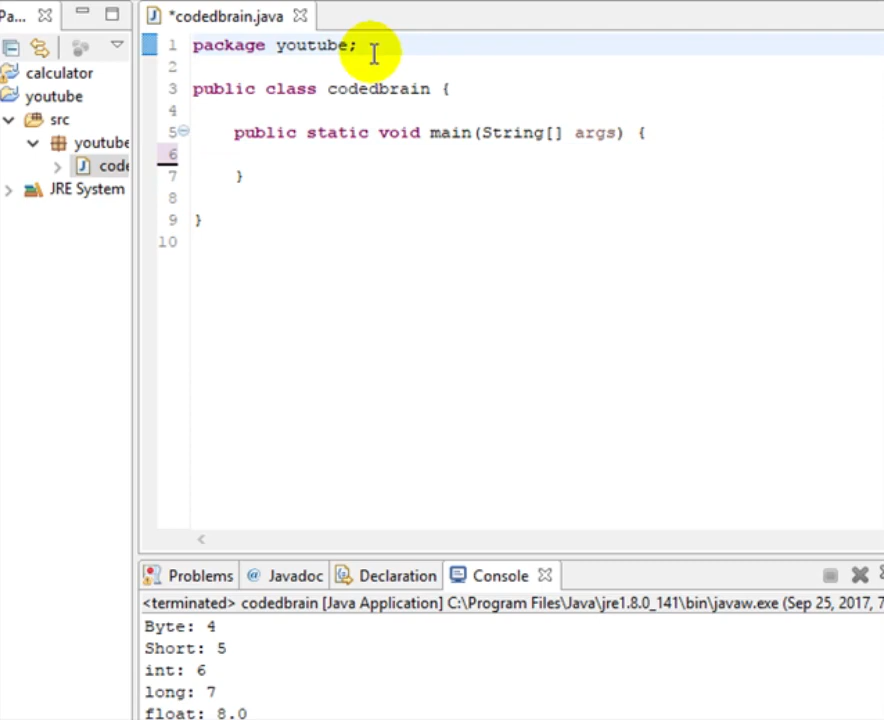 Pa...
calculator
youtube
src
youtube
code
JRE System
*codedbrain.java
1 package youtube;
2
3 public class codedbrain {
4
5 public static void main(String[] args) {
6
7 }
8
9 }
10
Problems @ Javadoc Declaration Console
<terminated> codedbrain [Java Application] C:\Program Files\Java\jre1.8.0_141\bin\javaw.exe (Sep 25, 2017, 7
Byte: 4
Short: 5
int: 6
long: 7
float: 8.0